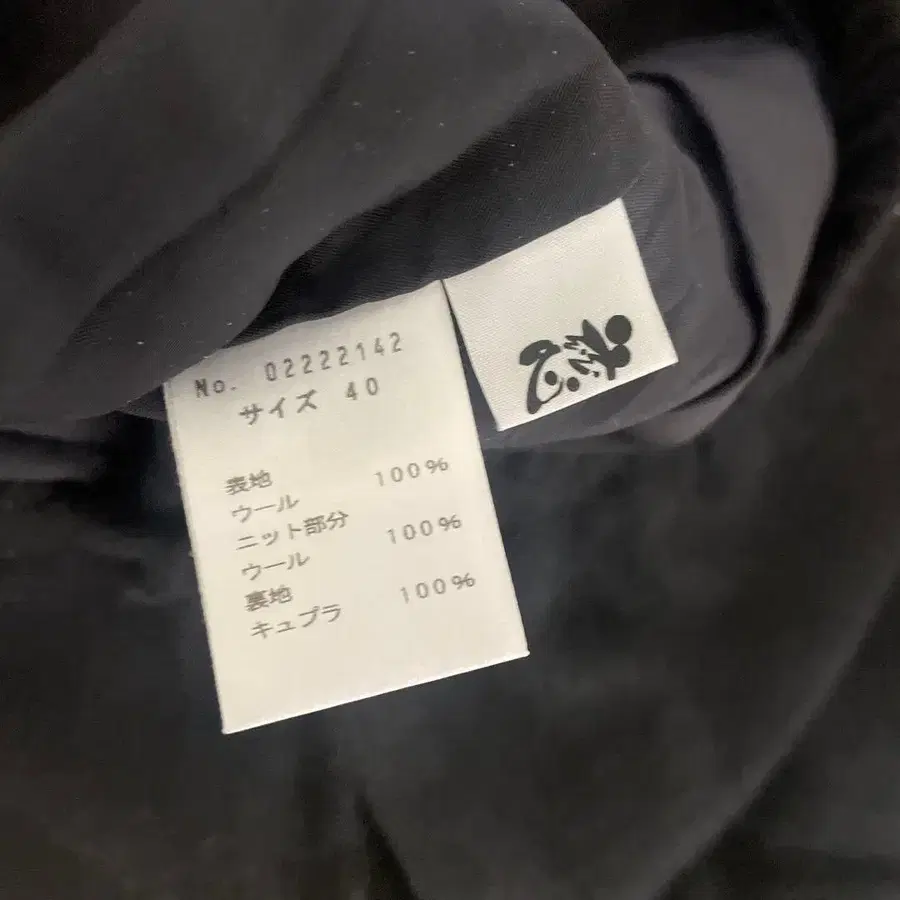 No. 02222142
サイズ 40
表地
ウール 100%
ニット部分
ウール 100%
裏地
キュプラ 100%